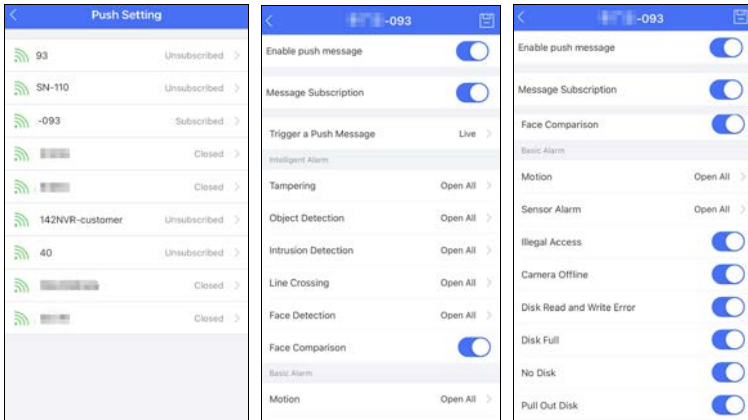 Push Setting
93 Unsubscribed
SN-110 Unsubscribed
-093 Subscribed
Closed
Closed
142NVR-customer Unsubscribed
40 Unsubscribed
Closed
Closed
-093
Enable push message
Message Subscription
Trigger a Push Message Live
Intelligent Alarm
Tampering Open All
Object Detection Open All
Intrusion Detection Open All
Line Crossing Open All
Face Detection Open All
Face Comparison
Basic Alarm
Motion Open All
-093
Enable push message
Message Subscription
Face Comparison
Basic Alarm
Motion Open All
Sensor Alarm Open All
Illegal Access
Camera Offline
Disk Read and Write Error
Disk Full
No Disk
Pull Out Disk